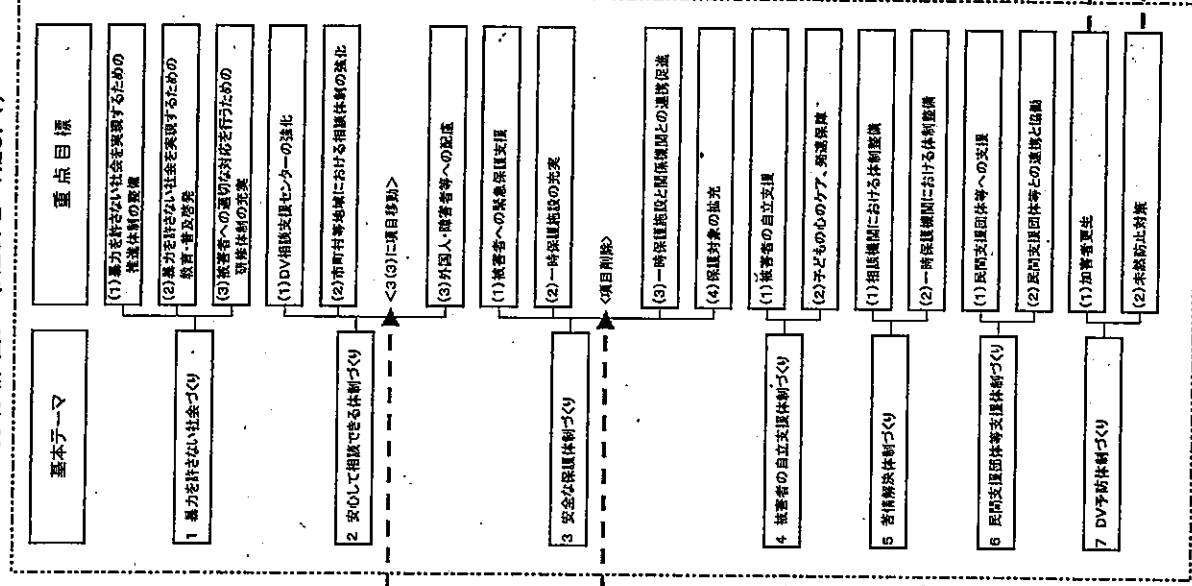 基本テーマ
重点目標
1 暴力を許さない社会づくり
(1)暴力を許さない社会を実現するための
推進体制の整備
(2)暴力を許さない社会を実現するための
教育・普及啓発
(3)被害者への適切な対応を行うための
研修体制の充実
2 安心して相談できる体制づくり
(1)DV相談支援センターの強化
(2)市町村等地域における相談体制の強化
<3(3)に項目移動>
(3)外国人・障害者等への配慮
3 安全な保護体制づくり
(1)被害者への緊急保護支援
(2)一時保護施設の充実
<項目削除>
(3)一時保護施設と関係機関との連携促進
(4)保護対象の拡充
4 被害者の自立支援体制づくり
(1)被害者の自立支援
(2)子どもの心のケア、発達保障
5 苦情解決体制づくり
(1)相談機関における体制整備
(2)一時保護機関における体制整備
6 民間支援団体等支援体制づくり
(1)民間支援団体等への支援
(2)民間支援団体等との連携と協働
7 DV予防体制づくり
(1)加害者更生
(2)未然防止対策